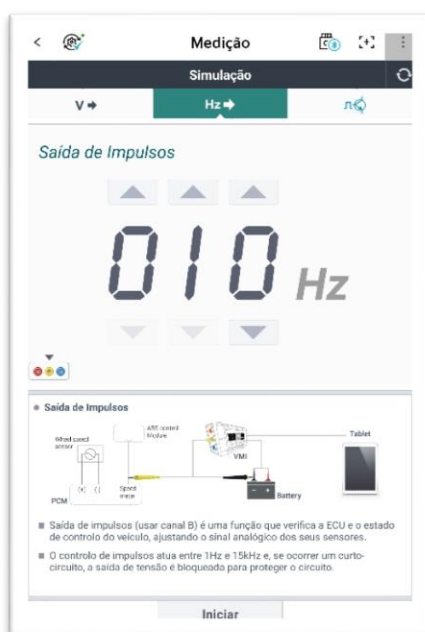 Medição
Simulação
V
Hz
Saída de Impulsos
010 Hz
Saída de Impulsos
Wheel speed sensor
ABS control Module
VMI
Tablet
(+) (-)
Speed meter
PCM
Battery
Saída de impulsos (usar canal B) é uma função que verifica a ECU e o estado
de controlo do veículo, ajustando o sinal analógico dos seus sensores.
O controlo de impulsos atua entre 1Hz e 15kHz e, se ocorrer um curto-
circuito, a saída de tensão é bloqueada para proteger o circuito.
Iniciar